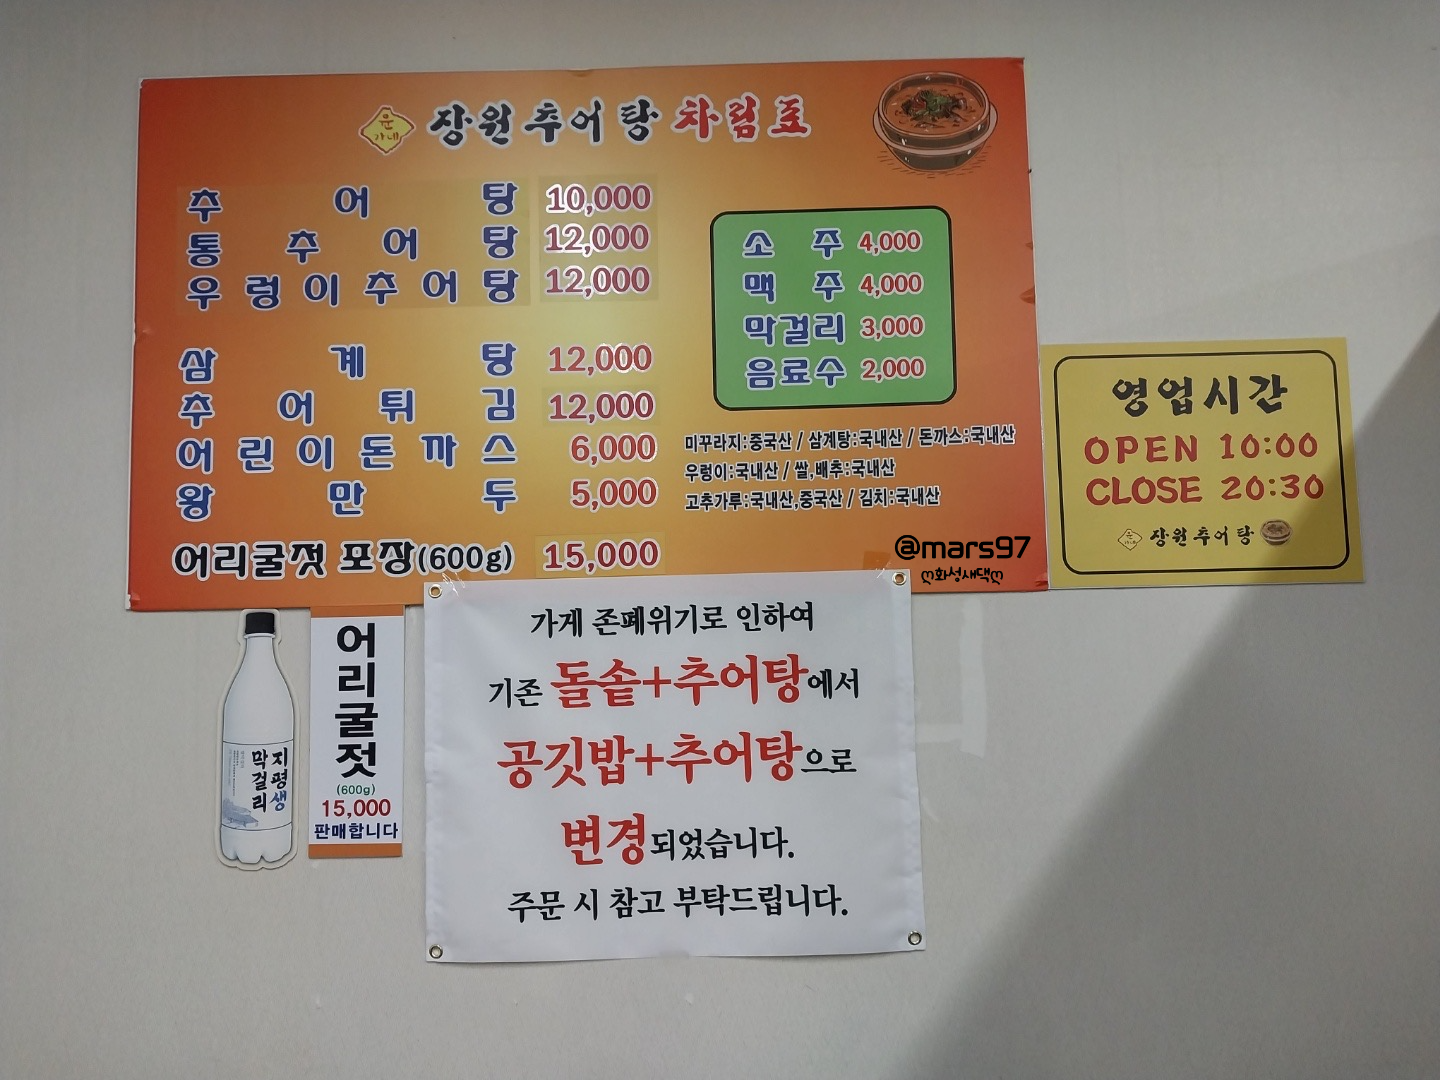 윤가네 장원추어탕 차림표
추어탕 10,000
통추어탕 12,000
우렁이추어탕 12,000
삼계탕 12,000
추어튀김 12,000
어린이돈까스 6,000
왕만두 5,000
어리굴젓 포장(600g) 15,000
소주 4,000
맥주 4,000
막걸리 3,000
음료수 2,000
미꾸라지:중국산 / 삼계탕:국내산 / 돈까스:국내산
우렁이:국내산 / 쌀,배추:국내산
고추가루:국내산,중국산 / 김치:국내산
@mars97
ღ화성새댁ღ
영업시간
OPEN 10:00
CLOSE 20:30
장원추어탕
지평생
막걸리
어리굴젓
(600g)
15,000
판매합니다
가게 존폐위기로 인하여
기존 돌솥+추어탕에서
공깃밥+추어탕으로
변경되었습니다.
주문 시 참고 부탁드립니다.